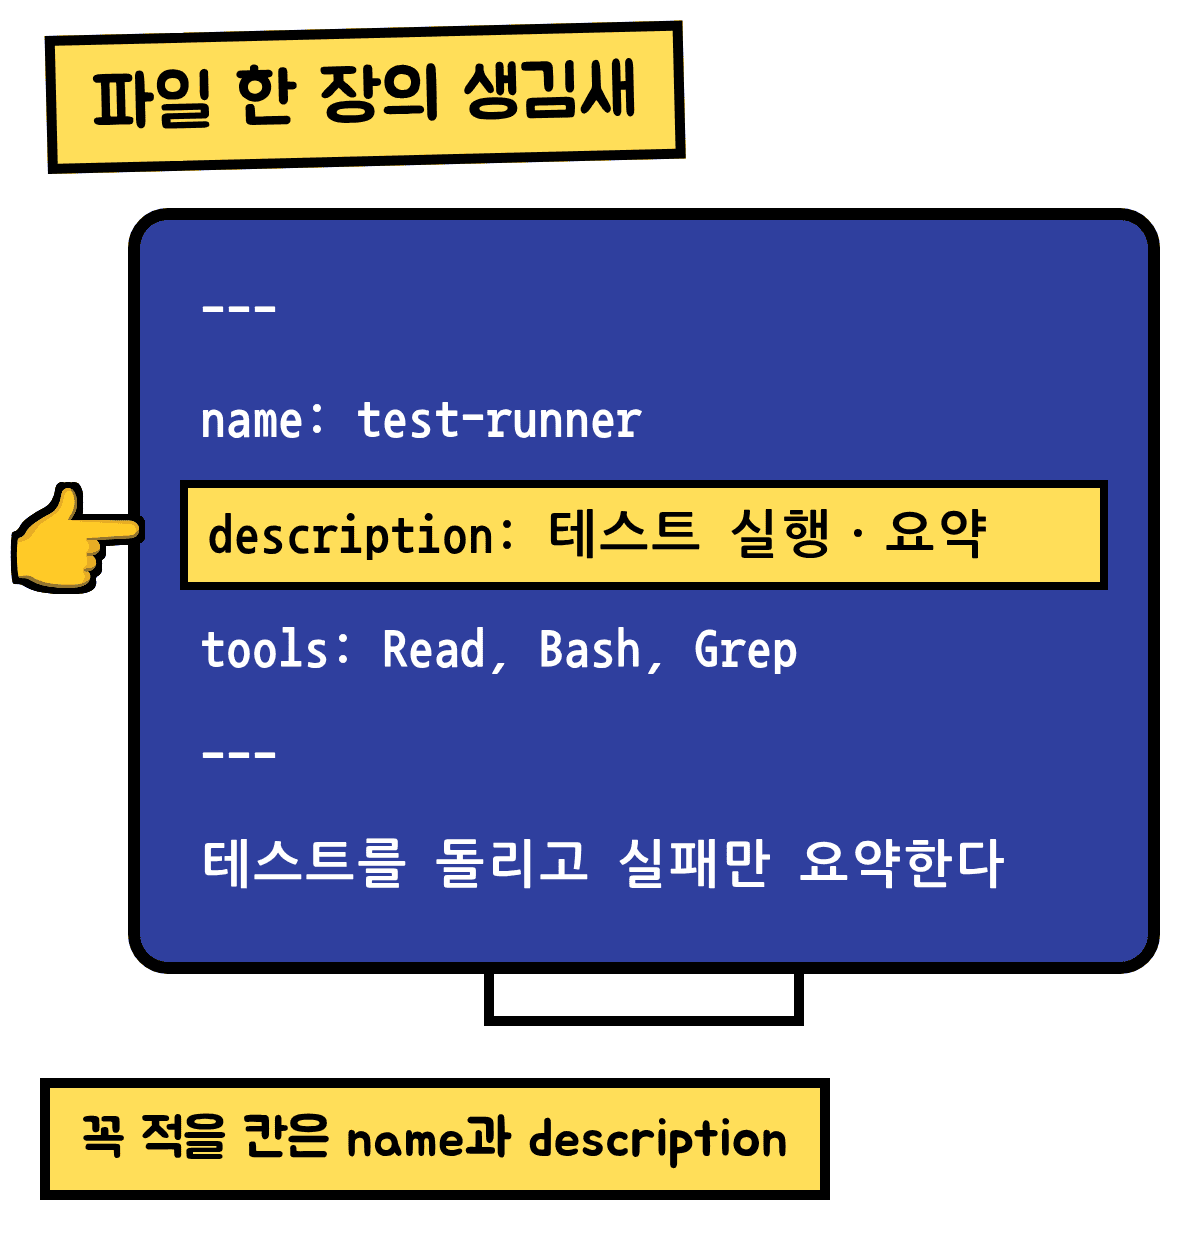 파일 한 장의 생김새
---
name: test-runner
description: 테스트 실행·요약
tools: Read, Bash, Grep
---
테스트를 돌리고 실패만 요약한다
꼭 적을 칸은 name과 description